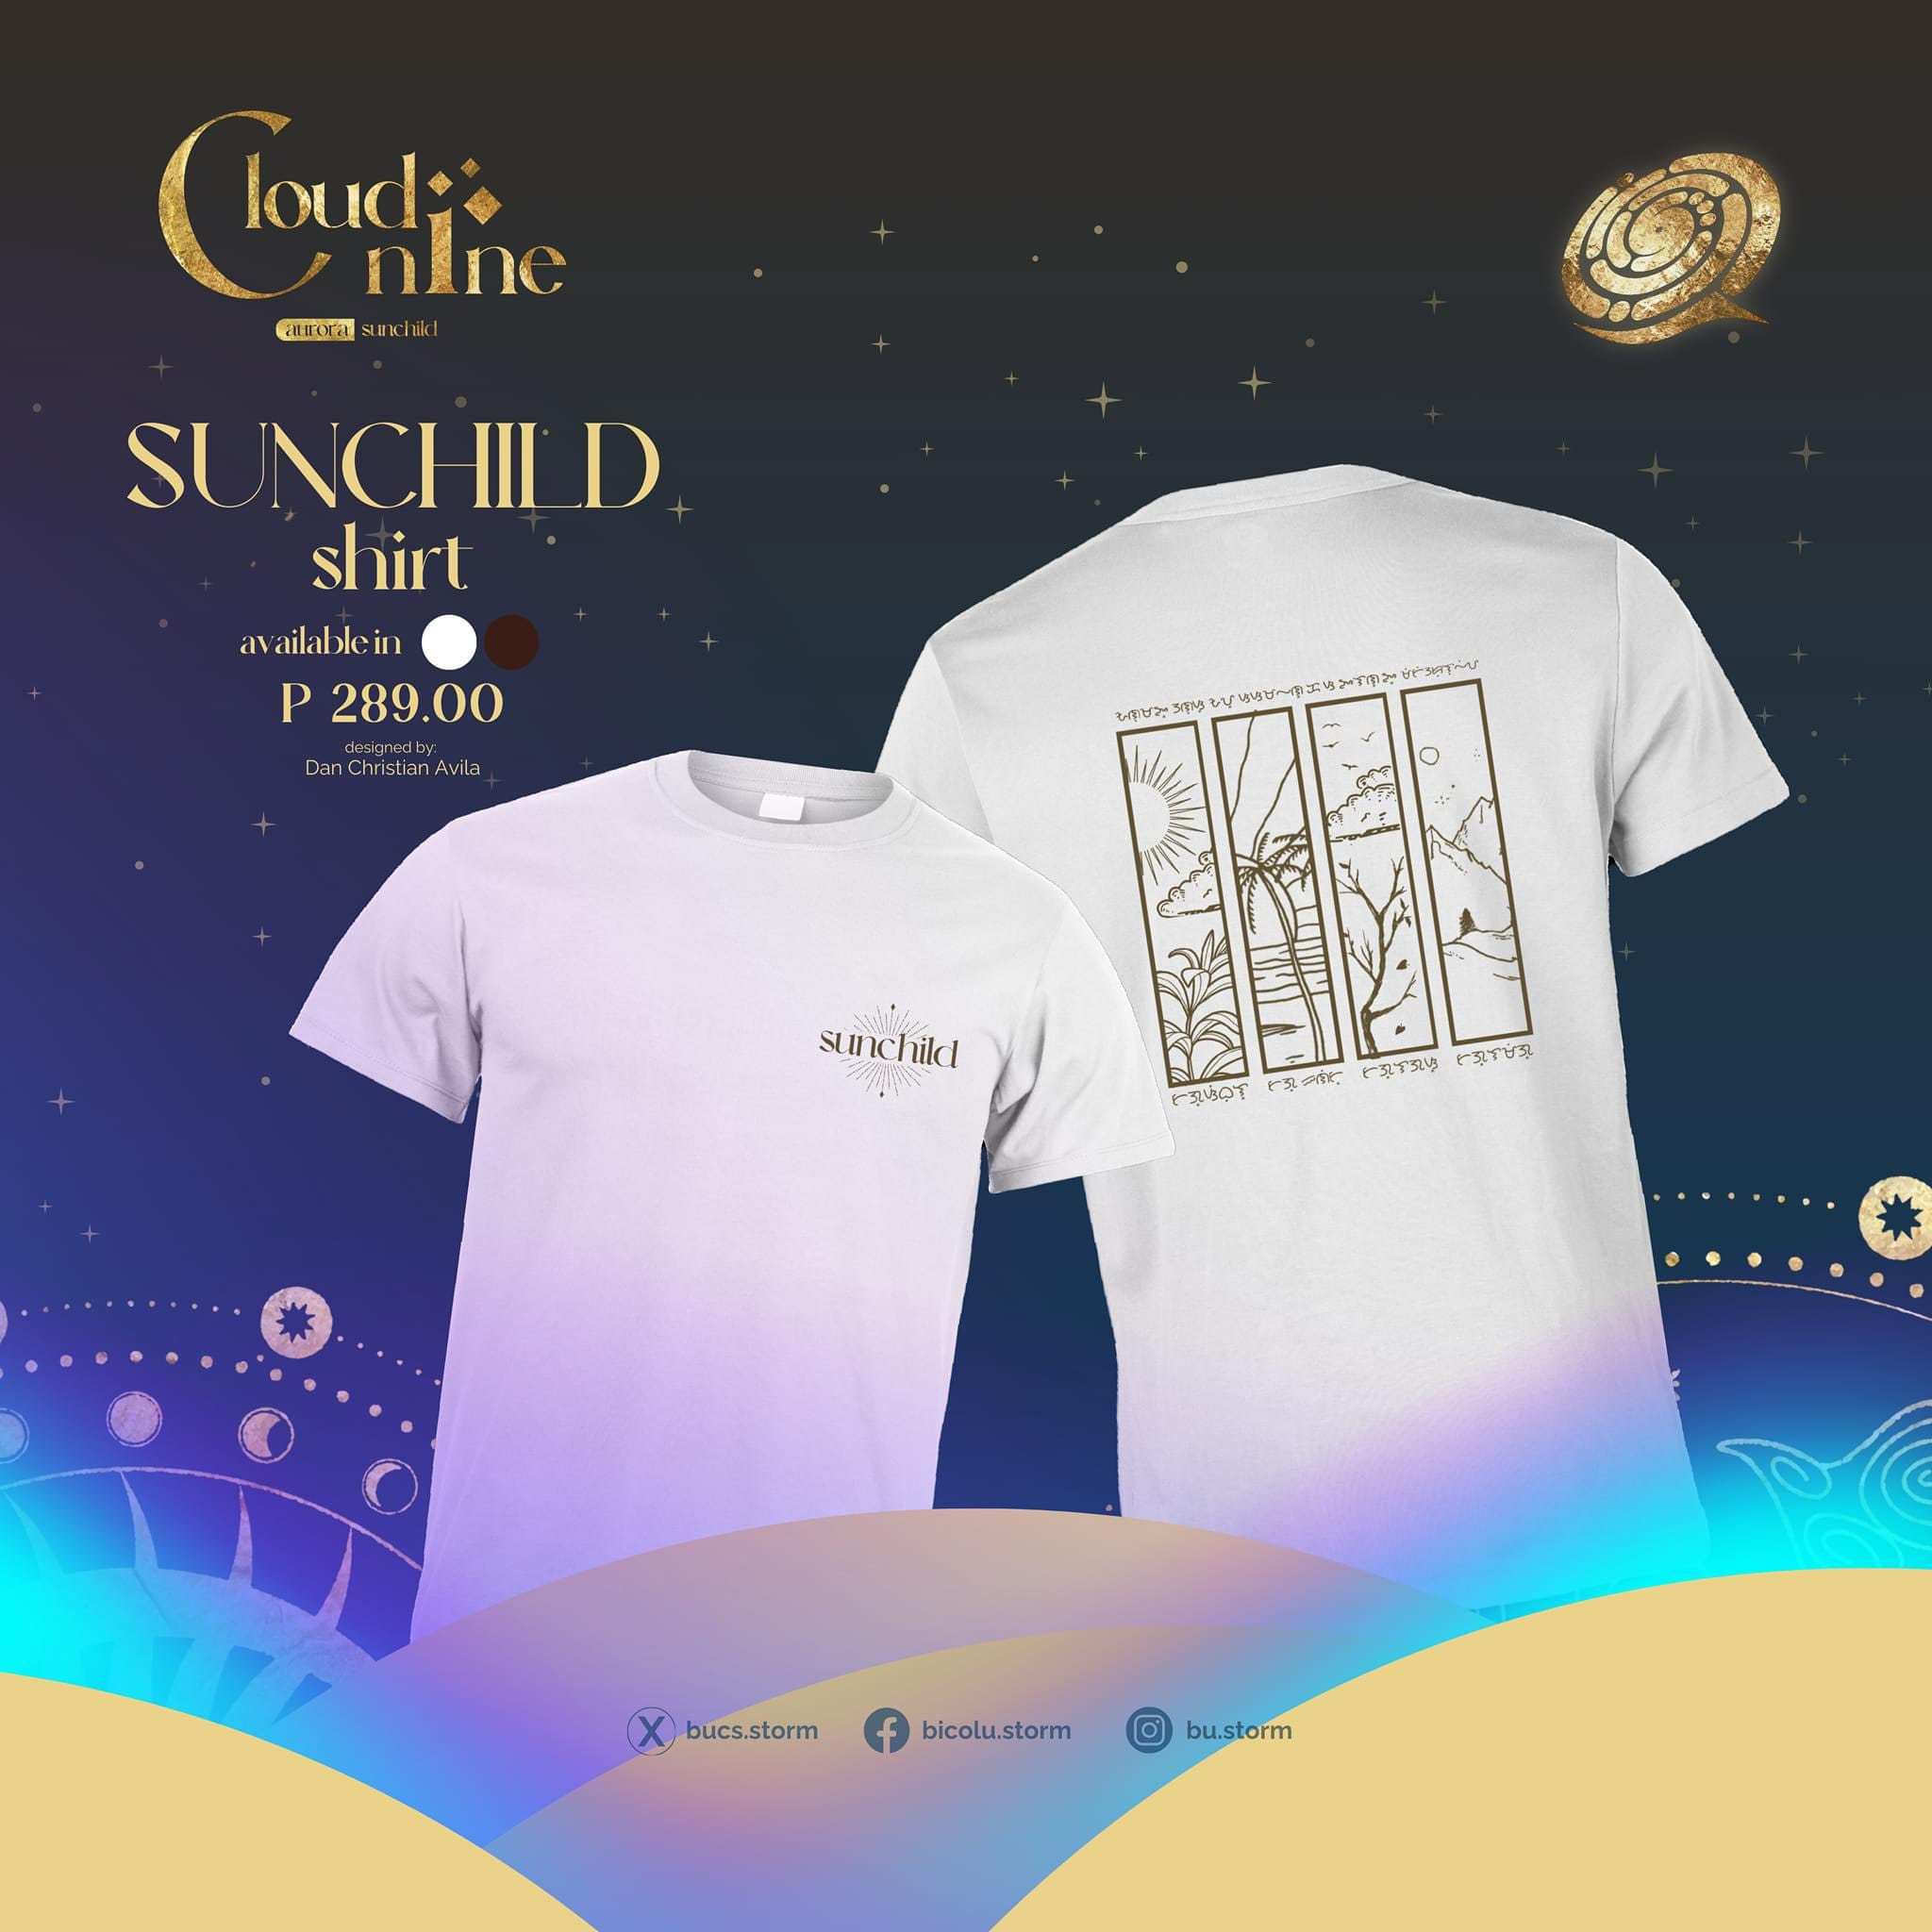 Cloud
nIne
aurora sunchild
SUNCHILD
shirt
available in
P 289.00
designed by:
Dan Christian Avila
sunchild
bucs.storm
bicolu.storm
bu.storm